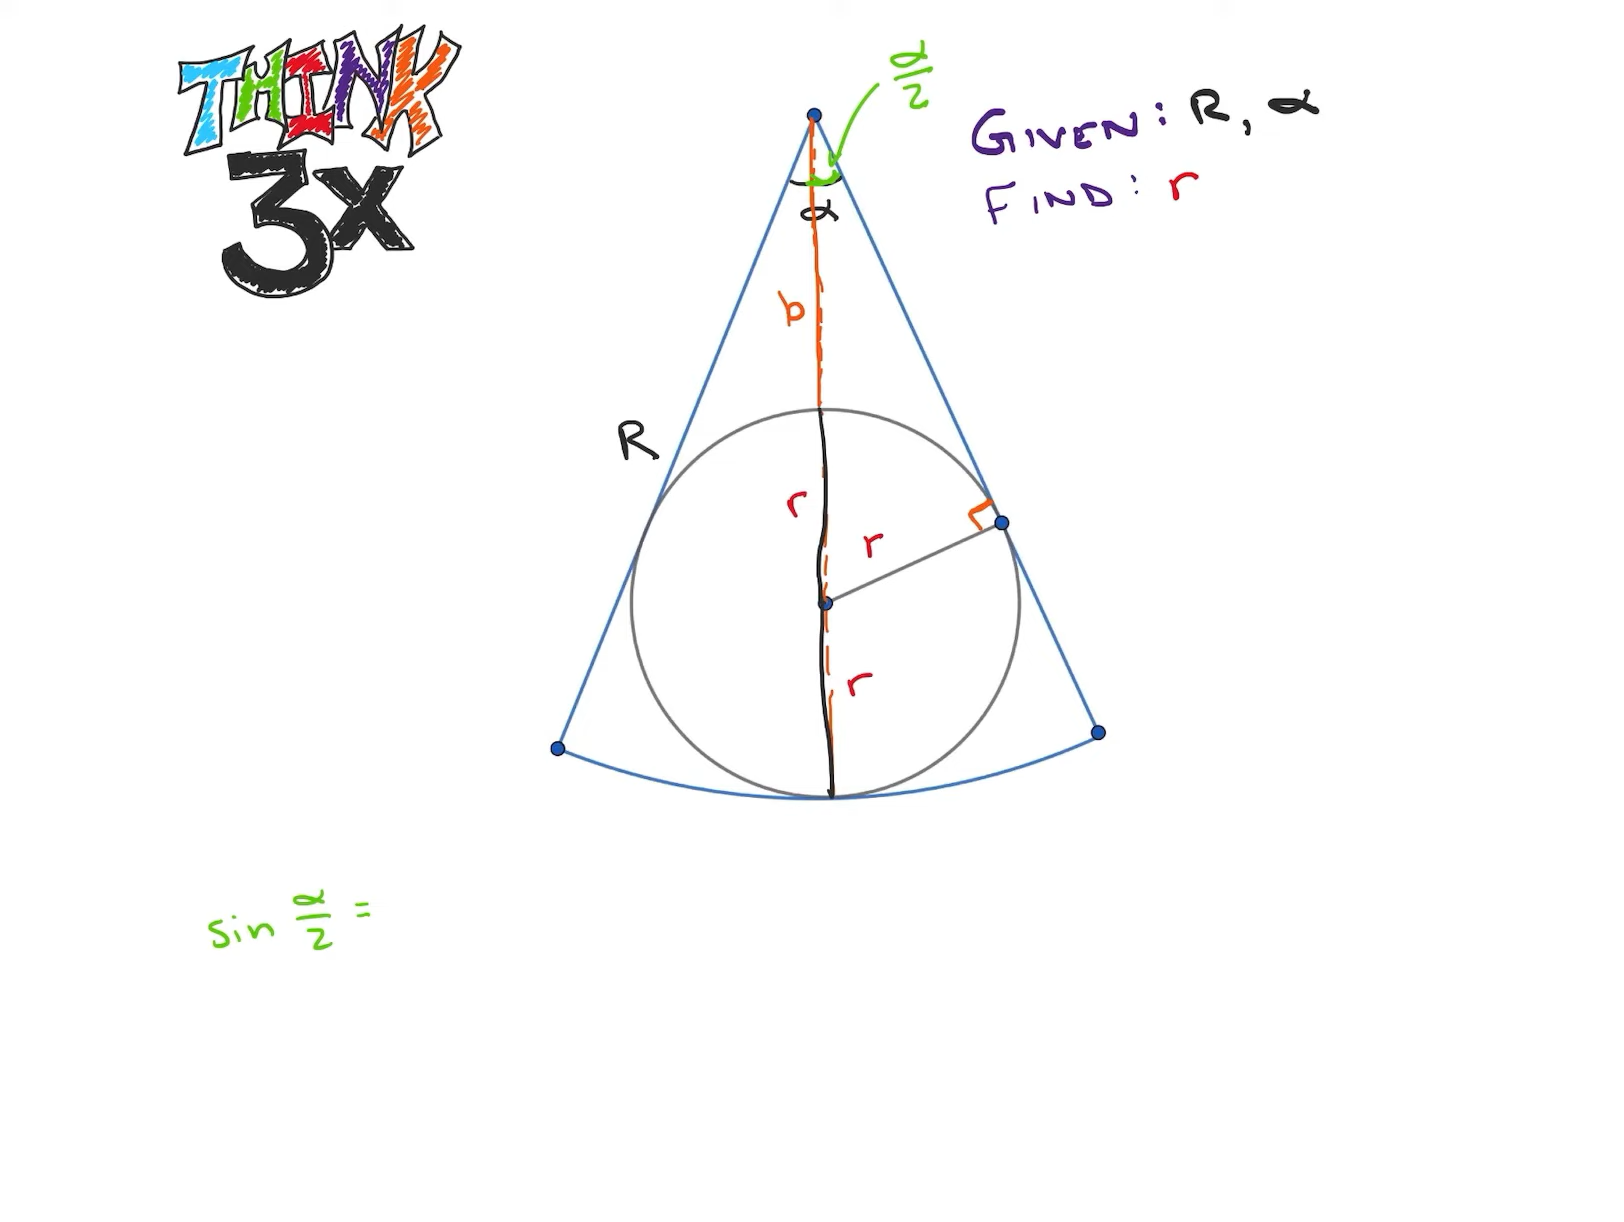 THINK
3x
α/2
GIVEN: R, α
FIND: r
α
b
R
r
r
r
sin α/2 =